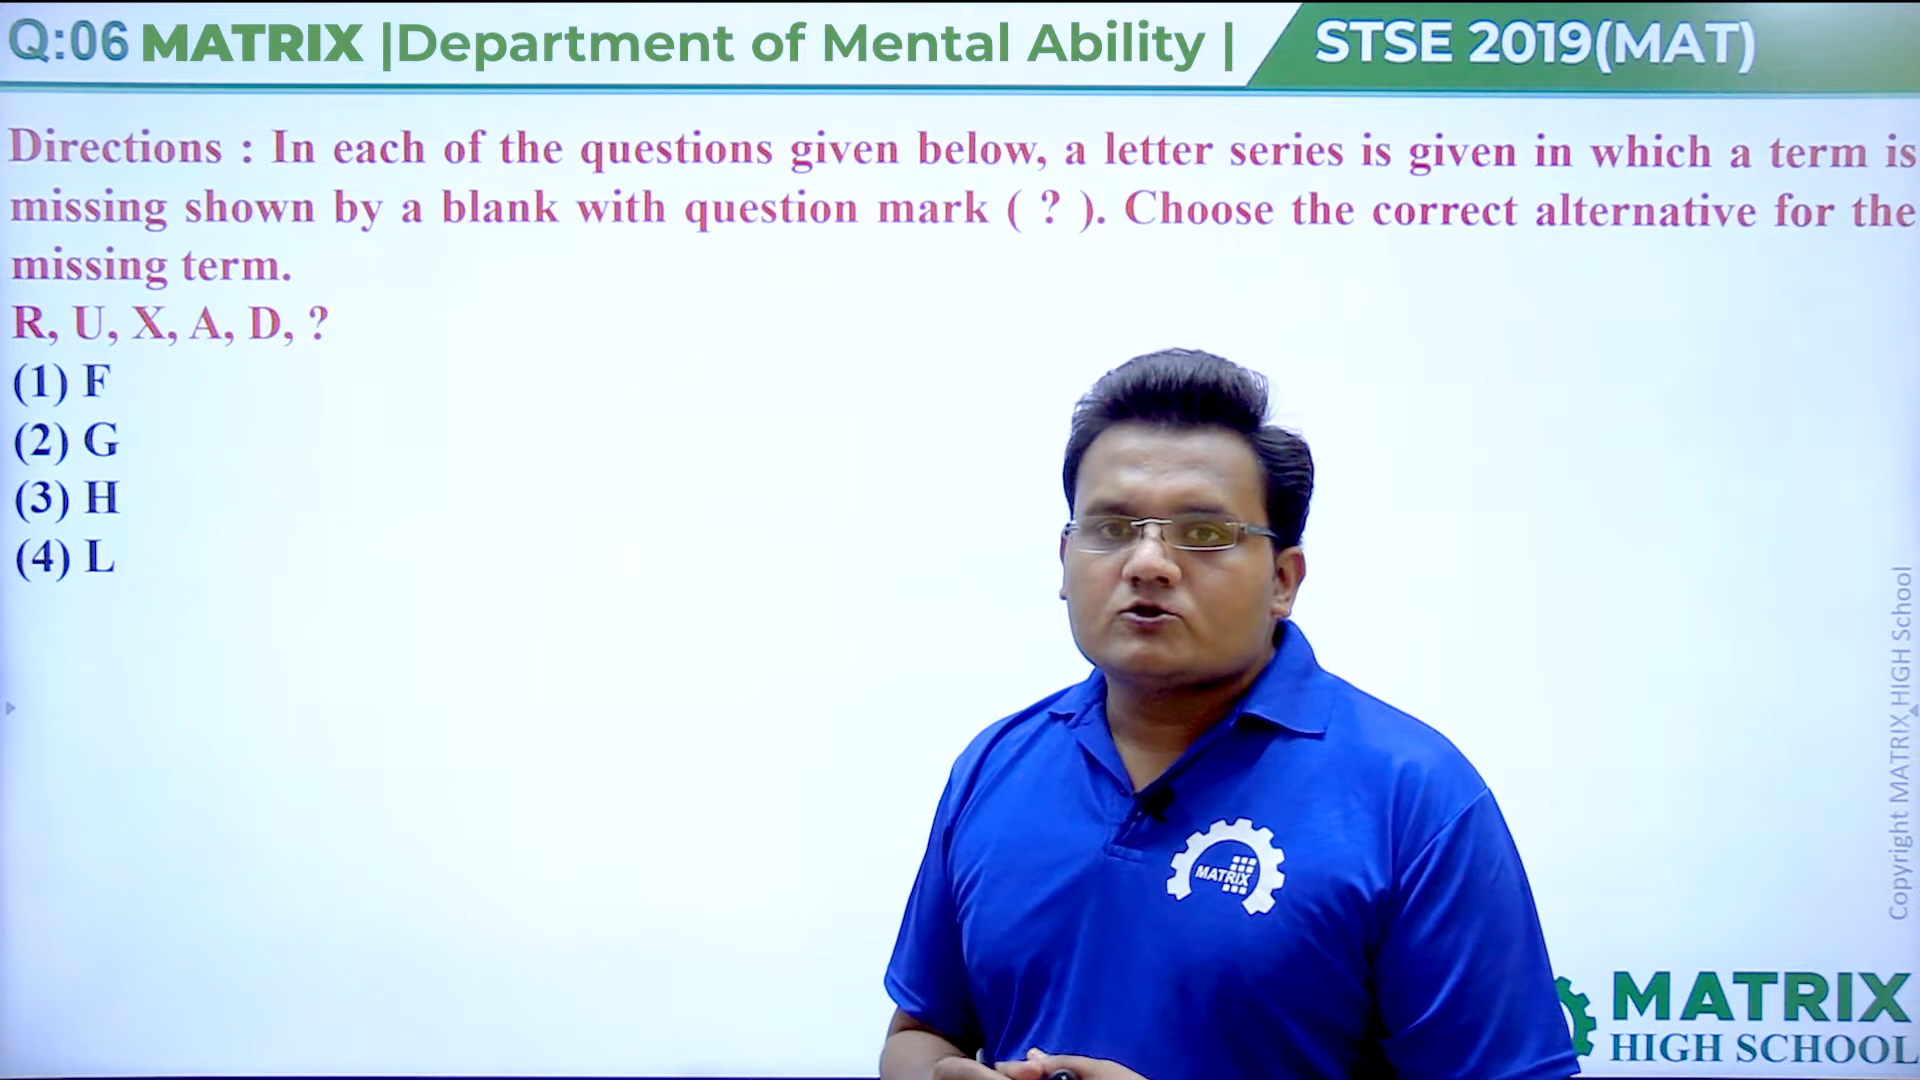 Q:06 MATRIX |Department of Mental Ability | STSE 2019(MAT)
Directions : In each of the questions given below, a letter series is given in which a term is
missing shown by a blank with question mark ( ? ). Choose the correct alternative for the
missing term.
R, U, X, A, D, ?
(1) F
(2) G
(3) H
(4) L
MATRIX
Copyright MATRIX HIGH School
MATRIX
HIGH SCHOOL